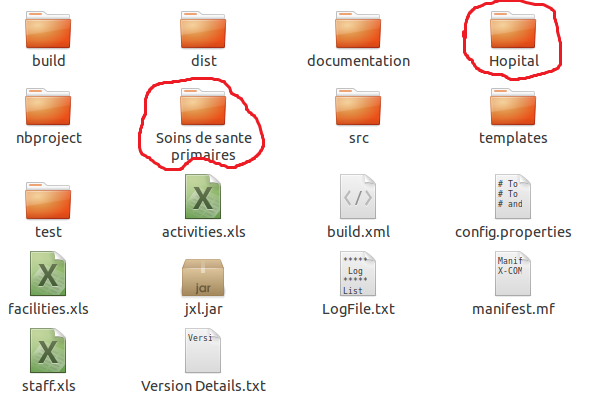 build
dist
documentation
Hopital
nbproject
Soins de sante
primaires
src
templates
test
X
activities.xls
</>
build.xml
# To
# To
# and
config.properties
X
facilities.xls
jar
jxl.jar
*****
Log
*****
List
LogFile.txt
Manif
X-COM
manifest.mf
X
staff.xls
Versi
Version Details.txt